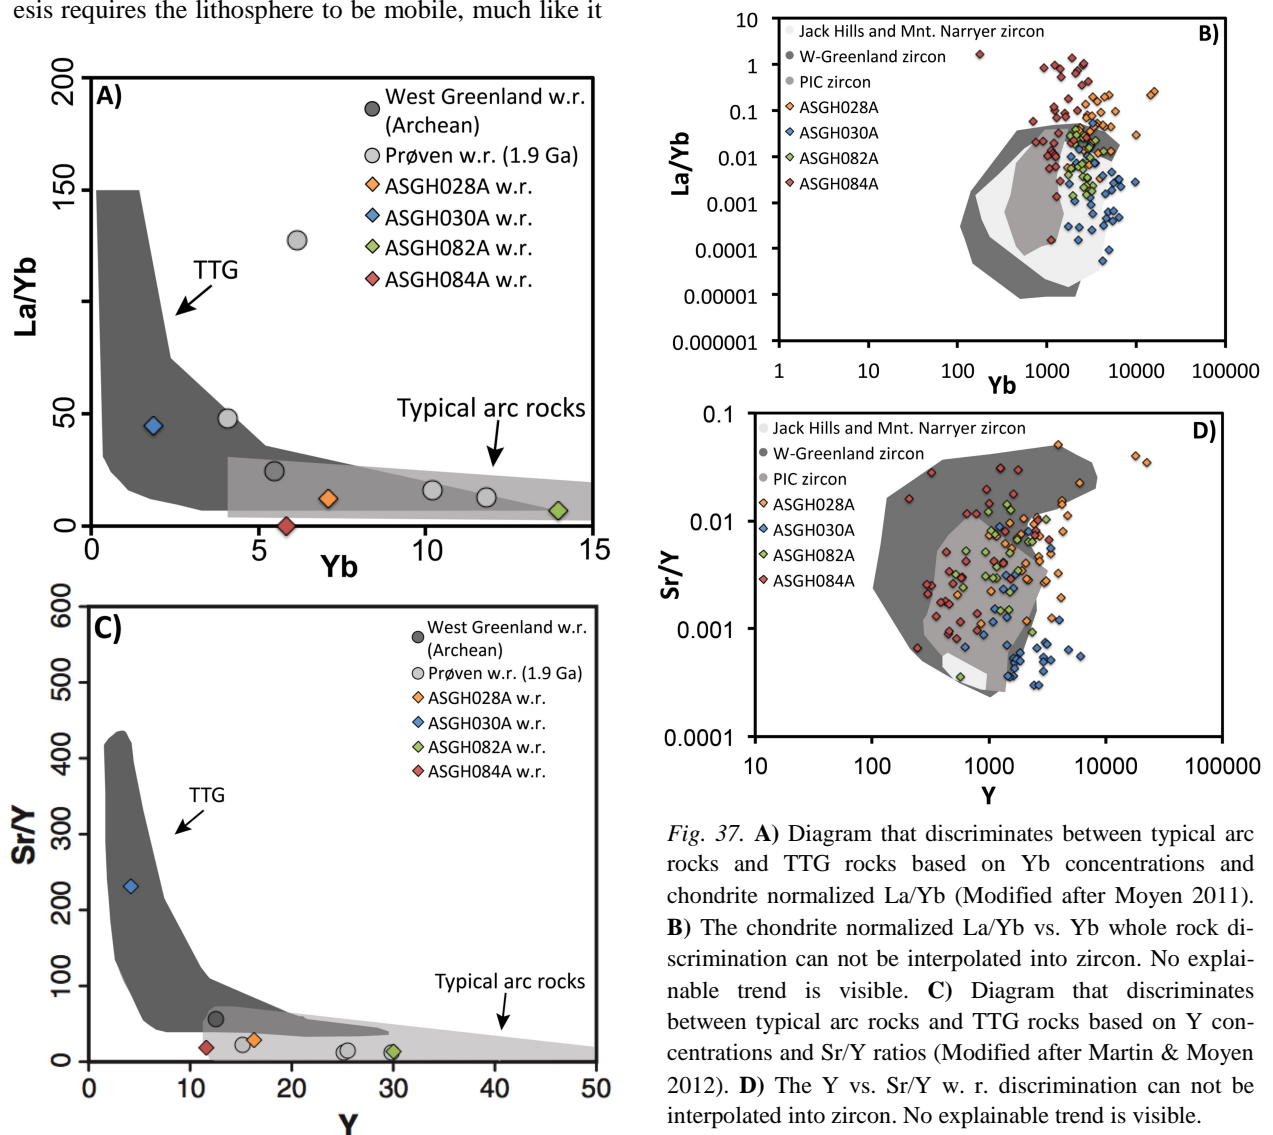 esis requires the lithosphere to be mobile, much like it
A)
200
150
50
0
La/Yb
West Greenland w.r.
(Archean)
Prøven w.r. (1.9 Ga)
ASGH028A w.r.
ASGH030A w.r.
ASGH082A w.r.
ASGH084A w.r.
TTG
Typical arc rocks
0 5 10 15
Yb
C)
600
500
400
300
200
100
0
Sr/Y
West Greenland w.r.
(Archean)
Prøven w.r. (1.9 Ga)
ASGH028A w.r.
ASGH030A w.r.
ASGH082A w.r.
ASGH084A w.r.
TTG
Typical arc rocks
0 10 20 30 40 50
Y
B)
10
1
0.1
0.01
0.001
0.0001
0.00001
0.000001
La/Yb
Jack Hills and Mnt. Narryer zircon
W-Greenland zircon
PIC zircon
ASGH028A
ASGH030A
ASGH082A
ASGH084A
1 10 100 1000 10000 100000
Yb
D)
0.1
0.01
0.001
0.0001
Sr/Y
Jack Hills and Mnt. Narryer zircon
W-Greenland zircon
PIC zircon
ASGH028A
ASGH030A
ASGH082A
ASGH084A
10 100 1000 10000 100000
Y
Fig. 37. A) Diagram that discriminates between typical arc
rocks and TTG rocks based on Yb concentrations and
chondrite normalized La/Yb (Modified after Moyen 2011).
B) The chondrite normalized La/Yb vs. Yb whole rock di-
scrimination can not be interpolated into zircon. No explai-
nable trend is visible. C) Diagram that discriminates
between typical arc rocks and TTG rocks based on Y con-
centrations and Sr/Y ratios (Modified after Martin & Moyen
2012). D) The Y vs. Sr/Y w. r. discrimination can not be
interpolated into zircon. No explainable trend is visible.